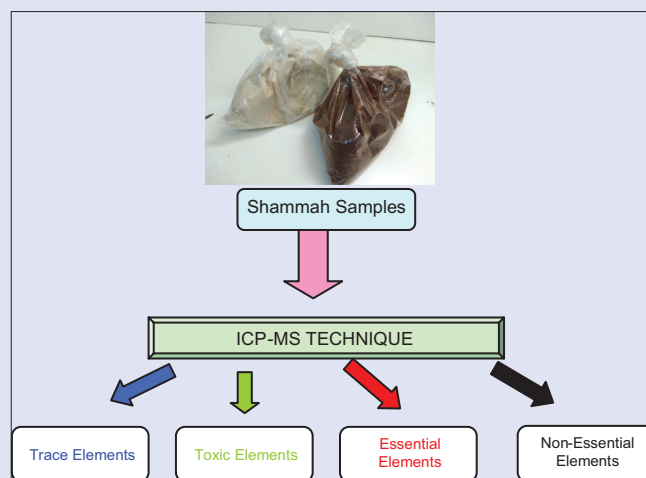 Shammah Samples
ICP-MS TECHNIQUE
Trace Elements
Toxic Elements
Essential
Elements
Non-Essential
Elements